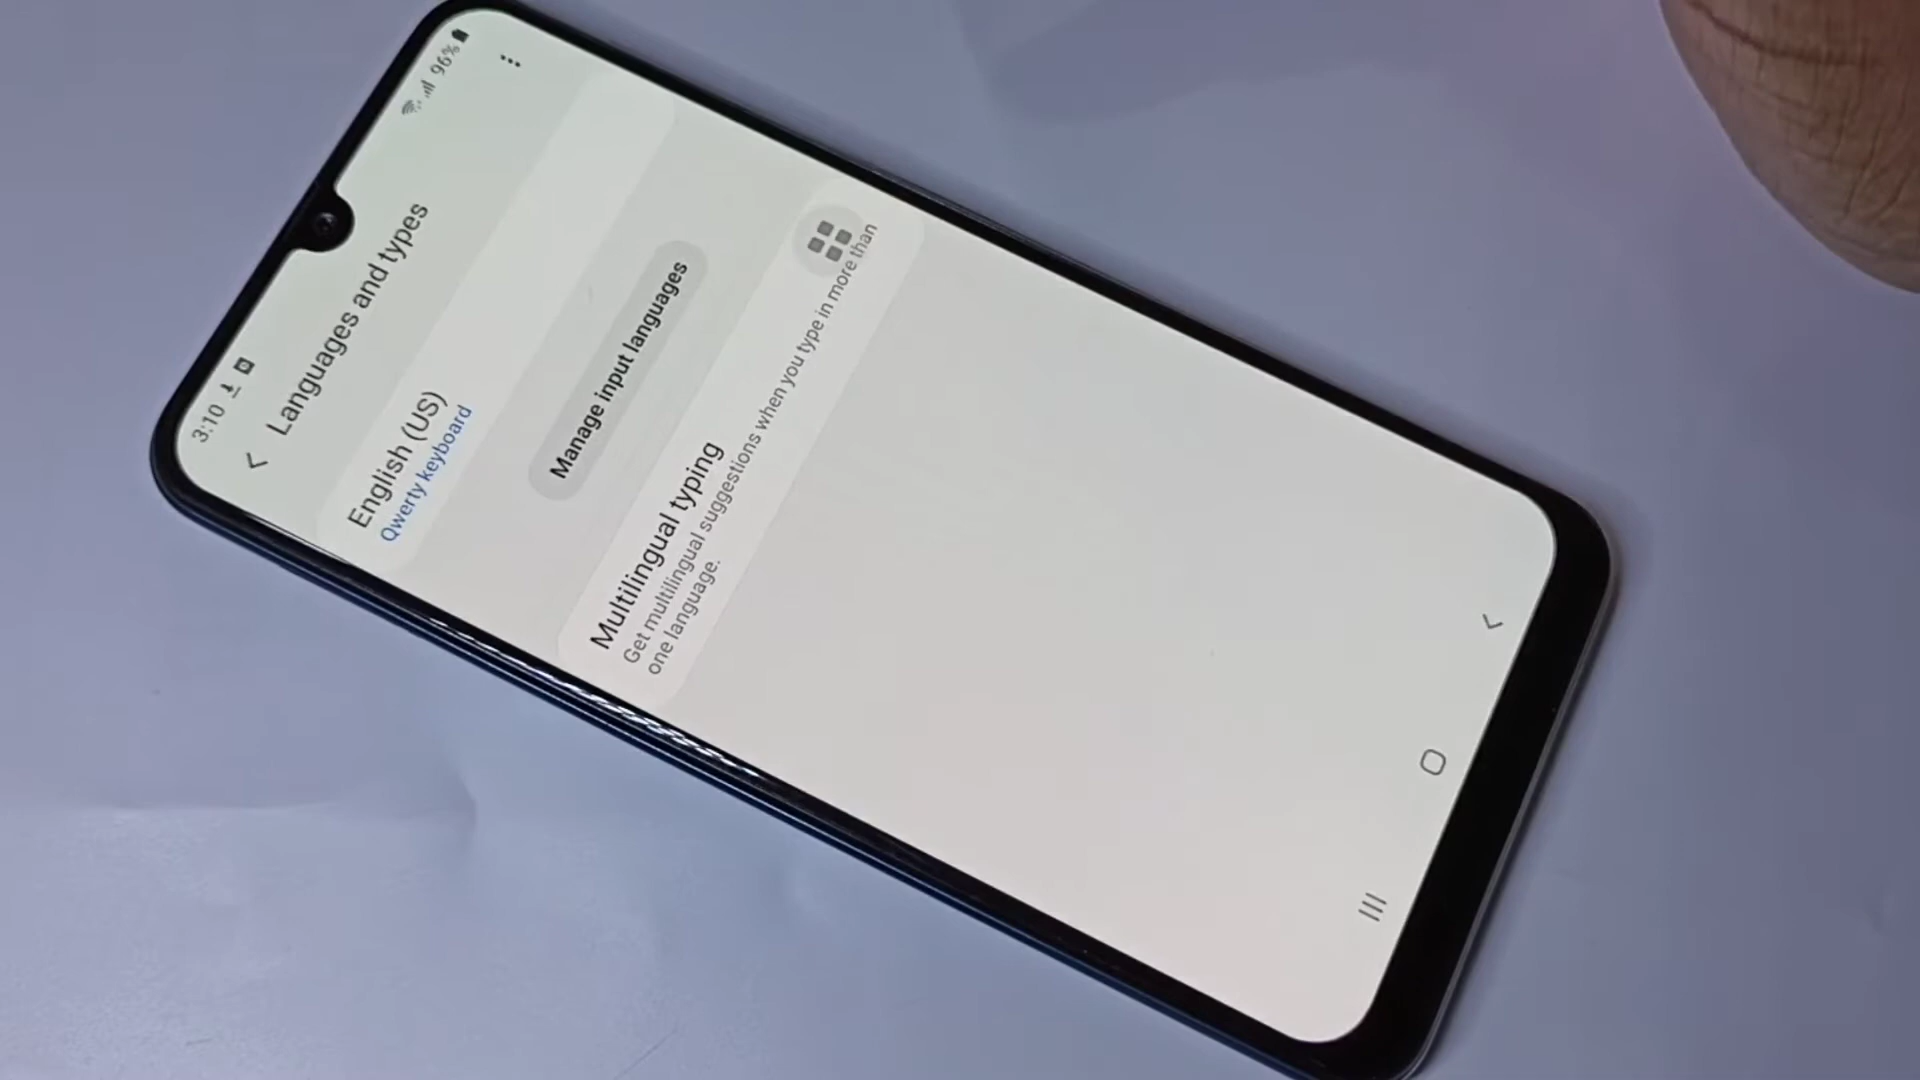 3:10
96%
Languages and types
English (US)
Qwerty keyboard
Manage input languages
Multilingual typing
Get multilingual suggestions when you type in more than
one language.